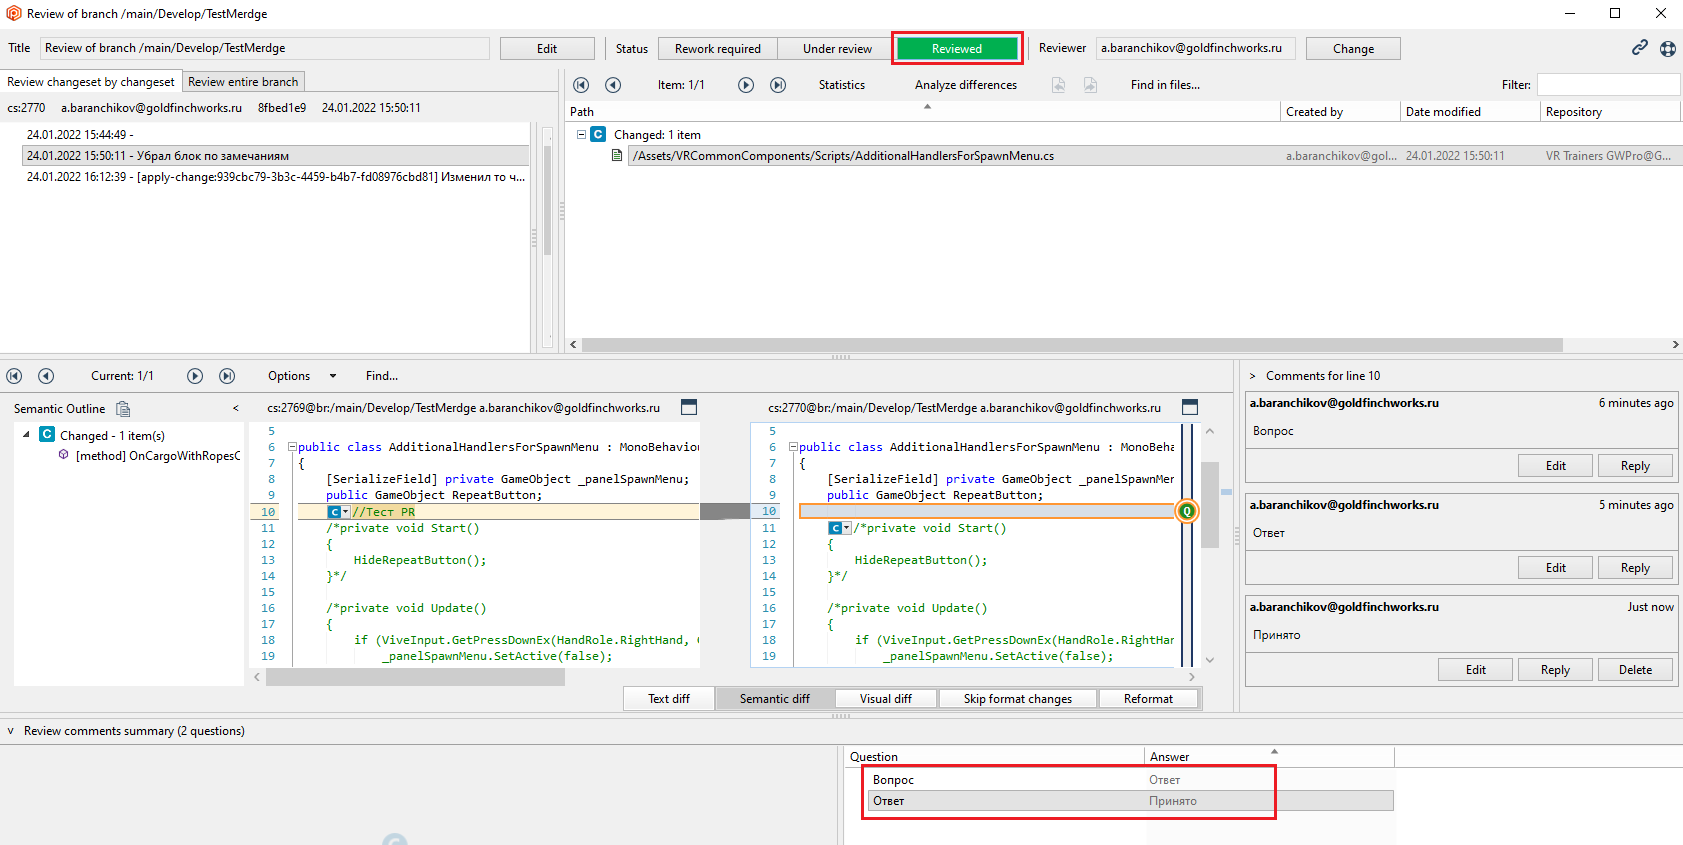 Review of branch /main/Develop/TestMerdge
Title Review of branch /main/Develop/TestMerdge Edit Status Rework required Under review Reviewed Reviewer a.baranchikov@goldfinchworks.ru Change
Review changeset by changeset Review entire branch
Item: 1/1 Statistics Analyze differences Find in files... Filter:
cs:2770 a.baranchikov@goldfinchworks.ru 8fbed1e9 24.01.2022 15:50:11
Path Created by Date modified Repository
24.01.2022 15:44:49 -
24.01.2022 15:50:11 - Убрал блок по замечаниям
24.01.2022 16:12:39 - [apply-change:939cbc79-3b3c-4459-b4b7-fd08976cbd81] Изменил то ч...
C Changed: 1 item
/Assets/VRCommonComponents/Scripts/AdditionalHandlersForSpawnMenu.cs a.baranchikov@gol... 24.01.2022 15:50:11 VR Trainers GWPro@G...
Current: 1/1 Options Find...
Semantic Outline <
C Changed - 1 item(s)
[method] OnCargoWithRopesC
cs:2769@br:/main/Develop/TestMerdge a.baranchikov@goldfinchworks.ru
5
6 public class AdditionalHandlersForSpawnMenu : MonoBehaviou
7 {
8 [SerializeField] private GameObject _panelSpawnMenu;
9 public GameObject RepeatButton;
10 C //Тест PR
11 /*private void Start()
12 {
13 HideRepeatButton();
14 }*/
15
16 /*private void Update()
17 {
18 if (ViveInput.GetPressDownEx(HandRole.RightHand,
19 _panelSpawnMenu.SetActive(false);
cs:2770@br:/main/Develop/TestMerdge a.baranchikov@goldfinchworks.ru
5
6 public class AdditionalHandlersForSpawnMenu : MonoBeha
7 {
8 [SerializeField] private GameObject _panelSpawnMer
9 public GameObject RepeatButton;
10 Q
11 C /*private void Start()
12 {
13 HideRepeatButton();
14 }*/
15
16 /*private void Update()
17 {
18 if (ViveInput.GetPressDownEx(HandRole.RightHan
19 _panelSpawnMenu.SetActive(false);
Text diff Semantic diff Visual diff Skip format changes Reformat
> Comments for line 10
a.baranchikov@goldfinchworks.ru 6 minutes ago
Вопрос
Edit Reply
a.baranchikov@goldfinchworks.ru 5 minutes ago
Ответ
Edit Reply
a.baranchikov@goldfinchworks.ru Just now
Принято
Edit Reply Delete
Review comments summary (2 questions)
Question Answer
Вопрос Ответ
Ответ Принято